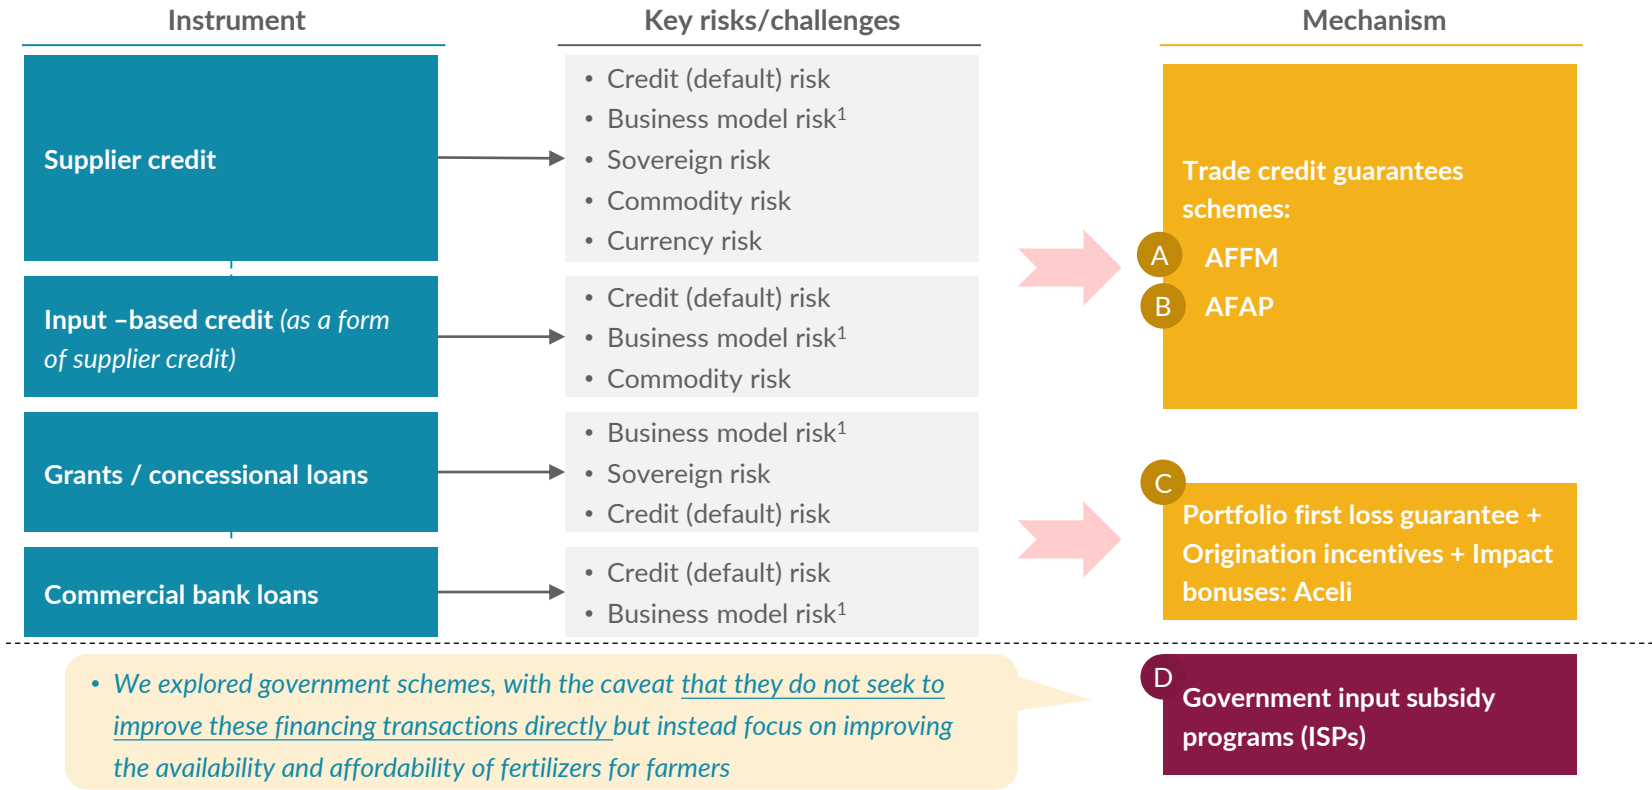 Instrument
Key risks/challenges
Mechanism
Supplier credit
• Credit (default) risk
• Business model risk¹
• Sovereign risk
• Commodity risk
• Currency risk
Input –based credit (as a form
of supplier credit)
• Credit (default) risk
• Business model risk¹
• Commodity risk
Trade credit guarantees
schemes:
A AFFM
B AFAP
Grants / concessional loans
• Business model risk¹
• Sovereign risk
• Credit (default) risk
Commercial bank loans
• Credit (default) risk
• Business model risk¹
C
Portfolio first loss guarantee +
Origination incentives + Impact
bonuses: Aceli
• We explored government schemes, with the caveat that they do not seek to
improve these financing transactions directly but instead focus on improving
the availability and affordability of fertilizers for farmers
D
Government input subsidy
programs (ISPs)